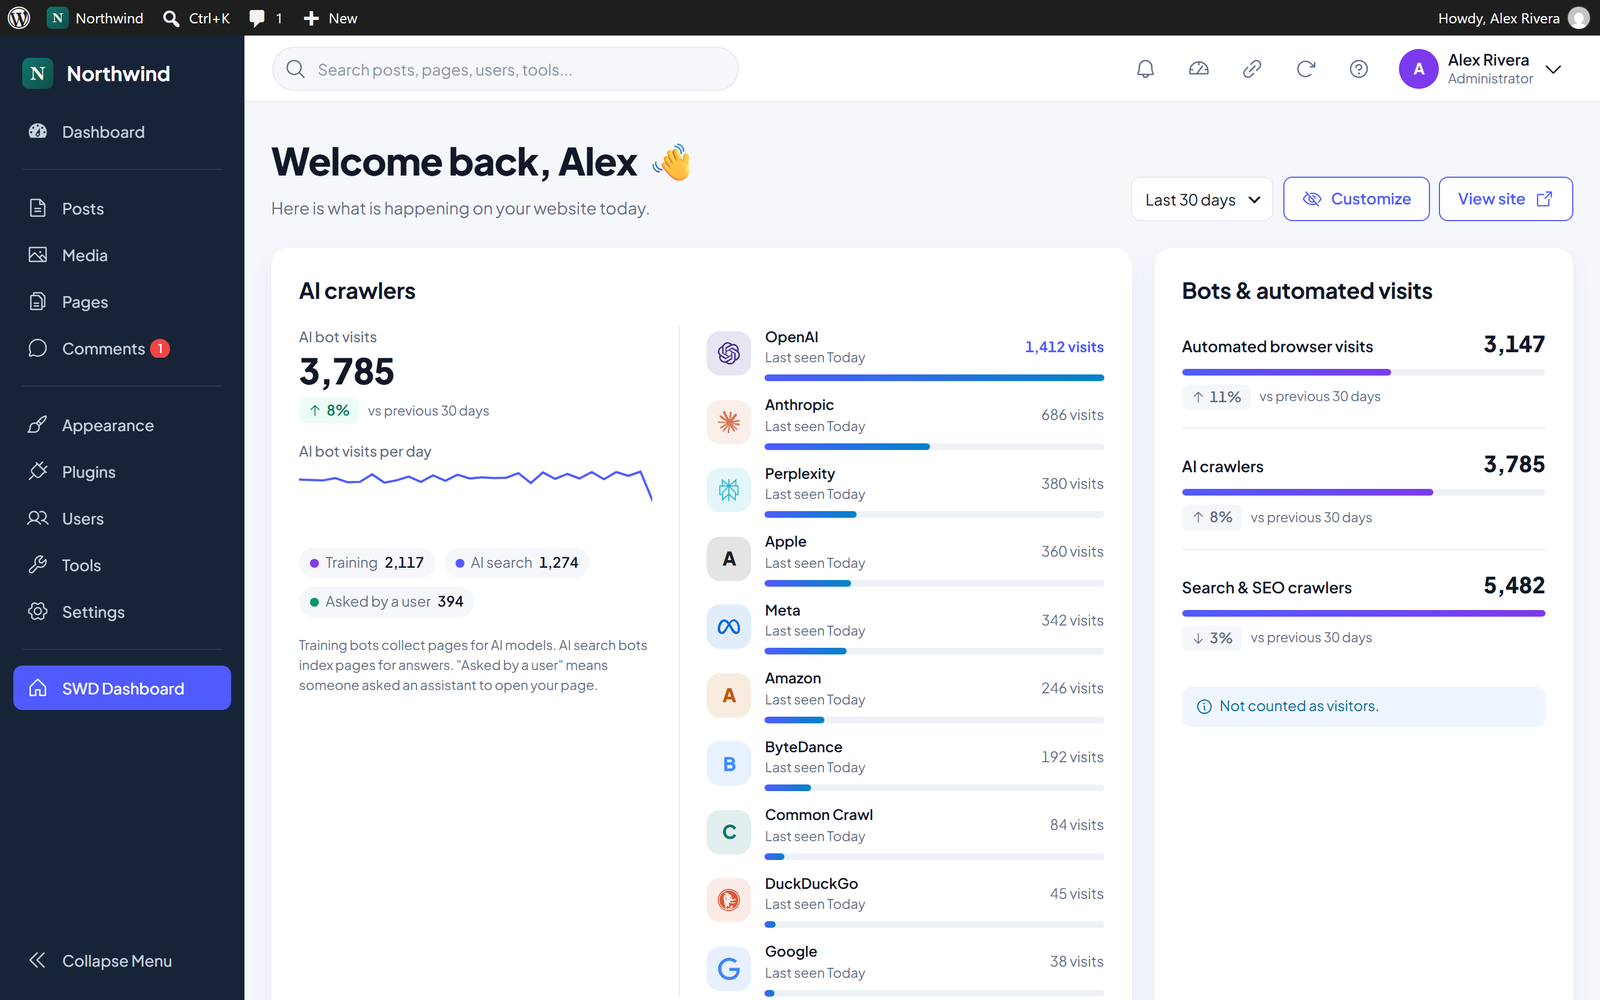 Northwind
Ctrl+K
1
New
Howdy, Alex Rivera
N Northwind
Dashboard
Posts
Media
Pages
Comments 1
Appearance
Plugins
Users
Tools
Settings
SWD Dashboard
Collapse Menu
Search posts, pages, users, tools...
A
Alex Rivera
Administrator
Welcome back, Alex
Here is what is happening on your website today.
Last 30 days
Customize
View site
AI crawlers
AI bot visits
3,785
↑ 8% vs previous 30 days
AI bot visits per day
Training 2,117
AI search 1,274
Asked by a user 394
Training bots collect pages for AI models. AI search bots
index pages for answers. "Asked by a user" means
someone asked an assistant to open your page.
OpenAI
Last seen Today
1,412 visits
Anthropic
Last seen Today
686 visits
Perplexity
Last seen Today
380 visits
A
Apple
Last seen Today
360 visits
Meta
Last seen Today
342 visits
A
Amazon
Last seen Today
246 visits
B
ByteDance
Last seen Today
192 visits
C
Common Crawl
Last seen Today
84 visits
DuckDuckGo
Last seen Today
45 visits
Google
Last seen Today
38 visits
Bots & automated visits
Automated browser visits 3,147
↑ 11% vs previous 30 days
AI crawlers 3,785
↑ 8% vs previous 30 days
Search & SEO crawlers 5,482
↓ 3% vs previous 30 days
Not counted as visitors.